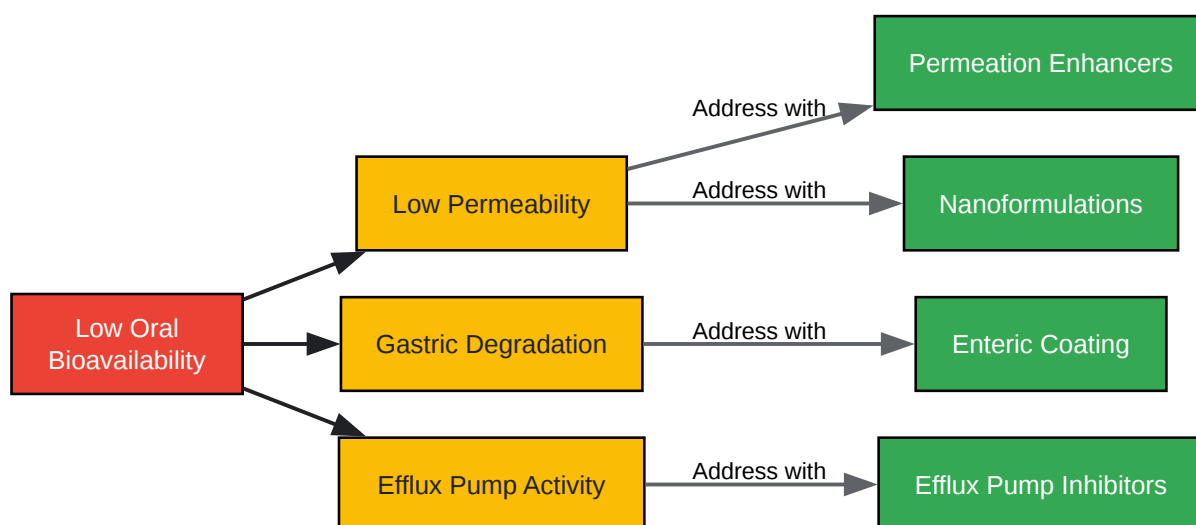 Permeation Enhancers
Address with
Low Permeability
Address with
Nanoformulations
Low Oral
Bioavailability
Gastric Degradation
Address with
Enteric Coating
Efflux Pump Activity
Address with
Efflux Pump Inhibitors